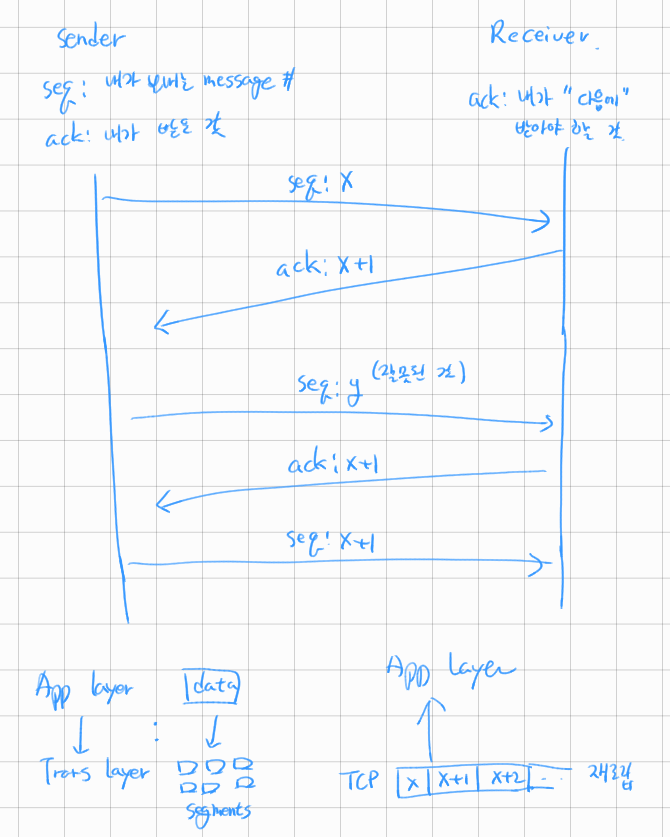 Sender
Receiver.
seq: 내가 보내는 message #
ack: 내가 받은 것
ack: 내가 "다음에"
받아야 할 것
seq: X
ack: X+1
seq: y (잘못된 것)
ack: X+1
seq: X+1
App layer
data
Trans layer
segments
App layer
TCP X X+1 X+2 ... 재조립